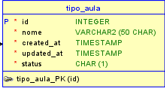 tipo_aula
P * id INTEGER
* nome VARCHAR2 (50 CHAR)
* created_at TIMESTAMP
* updated_at TIMESTAMP
* status CHAR (1)
tipo_aula_PK (id)